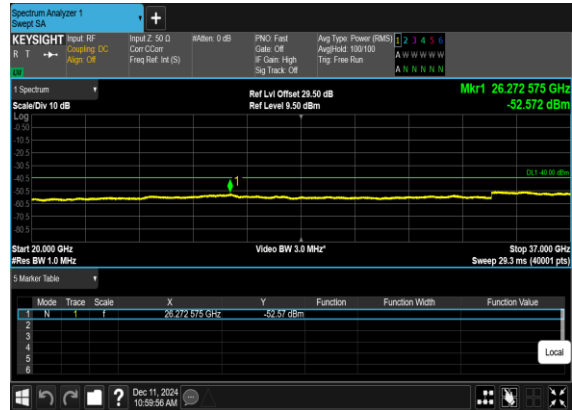 Spectrum Analyzer 1
Swept SA
+
KEYSIGHT Input: RF Input Z: 50 Ω #Atten: 0 dB PNO: Fast Avg Type: Power (RMS) 1 2 3 4 5 6
R T Coupling: DC Corr CCorr Gate: Off Avg|Hold: 100/100 A W W W W W
Align: Off Freq Ref: Int (S) IF Gain: High Trig: Free Run
Sig Track: Off A N N N N N
1 Spectrum Ref Lvl Offset 29.50 dB Mkr1 26.272 575 GHz
Scale/Div 10 dB Ref Level 9.50 dBm -52.572 dBm
Log
-0.50
-10.5
-20.5
-30.5 DL1 -40.00 dBm
-40.5
-50.5 1
-60.5
-70.5
-80.5
Start 20.000 GHz Video BW 3.0 MHz* Stop 37.000 GHz
#Res BW 1.0 MHz Sweep 29.3 ms (40001 pts)
5 Marker Table
Mode Trace Scale X Y Function Function Width Function Value
1 N 1 f 26.272 575 GHz -52.57 dBm
2
3
4
5
6
Local
? Dec 11, 2024
10:59:56 AM